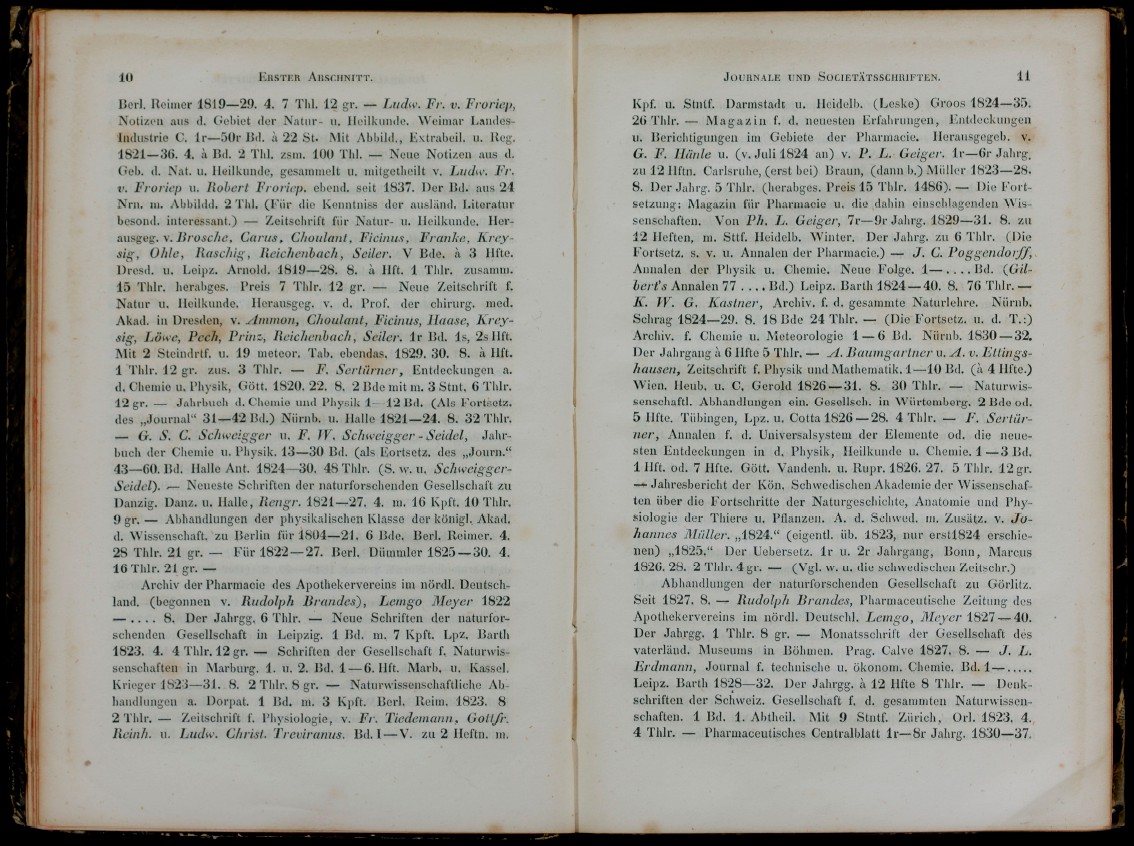 10 ERSTER ABSCHNITT.
Berl. Reimer 1819—29. 4. 7 Thl. 12 gr. — Ludw. Fr. v. Froriep,
Notizen aus d. Gebiet der Natur- u. Heilkunde. Weimar Landes-
Industrie C. 1r—50r Bd. à 22 St. Mit Abbild., Extrabeil. u. Reg.
1821—36. 4. à Bd. 2 Thl. zsm. 100 Thl. — Neue Notizen aus d.
Geb. d. Nat. u. Heilkunde, gesammelt u. mitgetheilt v. Ludw. Fr.
v. Froriep u. Robert Froriep. ebend. seit 1837. Der Bd. aus 24
Nrn. m. Abbildd. 2 Thl. (Für die Kenntniss der ausländ. Literatur
besond. interessant.) — Zeitschrift für Natur- u. Heilkunde. Her-
ausgeg. v. Brosche, Carus, Choulant, Ficinus, Franke, Krey-
sig, Ohle, Raschig, Reichenbach, Seiler. V Bde. à 3 Hfte.
Dresd. u. Leipz. Arnold. 1819—28. 8. à Hft. 1 Thlr. zusamm.
15 Thlr. herabges. Preis 7 Thlr. 12 gr. — Neue Zeitschrift f.
Natur u. Heilkunde. Herausgeg. v. d. Prof. der chirurg. med.
Akad. in Dresden, v. Ammon, Choulant, Ficinus, Haase, Krey-
sig, Löwe, Pech, Prinz, Reichenbach, Seiler. 1r Bd. 1s, 2s Hft.
Mit 2 Steindrtf. u. 19 meteor. Tab. ebendas. 1829. 30. 8. à Hft.
1 Thlr. 12 gr. zus. 3 Thlr. — F. Sertürner, Entdeckungen a.
d. Chemie u. Physik, Gött. 1820. 22. 8. 2 Bde mit m. 3 Stnt. 6 Thlr.
12 gr. — Jahrbuch d. Chemie und Physik 1—12 Bd. (Als Fortsetz.
des „Journal“ 31—42 Bd.) Nürnb. u. Halle 1821—24. 8. 32 Thlr.
— G. S. C. Schweigger u. F. W. Schweigger-Seidel, Jahr-
buch der Chemie u. Physik. 13—30 Bd. (als Eortsetz. des „Journ.“
43—60. Bd. Halle Ant. 1824—30. 48 Thlr. (S. w. u. Schweigger-
Seidel). — Neueste Schriften der naturforschenden Gesellschaft zu
Danzig. Danz. u. Halle, Rengr. 1821—27. 4. m. 16 Kpft. 10 Thlr.
9 gr. — Abhandlungen der physikalischen Klasse der königl. Akad.
d. Wissenschaft. zu Berlin für 1804—21. 6 Bde. Berl. Reimer. 4.
28 Thlr. 21 gr. — Für 1822—27. Berl. Dümmler 1825—30. 4.
16 Thlr. 21 gr. —
Archiv der Pharmacie des Apothekervereins im nördl. Deutsch-
land. (begonnen v. Rudolph Brandes), Lemgo Meyer 1822
— .... 8. Der Jahrgg. 6 Thlr. — Neue Schriften der naturfor-
schenden Gesellschaft in Leipzig. 1 Bd. m. 7 Kpft. Lpz. Barth
1823. 4. 4 Thlr. 12 gr. — Schriften der Gesellschaft f. Naturwis-
senschaften in Marburg. 1. u. 2. Bd. 1—6. Hft. Marb. u. Kassel.
Krieger 1823—31. 8. 2 Thlr. 8 gr. — Naturwissenschaftliche Ab-
handlungen a. Dorpat. 1 Bd. m. 3 Kpft. Berl. Reim. 1823. 8
2 Thlr. — Zeitschrift f. Physiologie, v. Fr. Tiedemann, Gottfr.
Reinh. u. Ludw. Christ. Treviranus. Bd. I—V. zu 2 Heftn. m.
JOURNALE UND SOCIETÄTSSCHRIFTEN. 11
Kpf. u. Stntf. Darmstadt u. Heidelb. (Leske) Groos 1824—35.
26 Thlr. — Magazin f. d. neuesten Erfahrungen, Entdeckungen
u. Berichtigungen im Gebiete der Pharmacie. Herausgegeb. v.
G. F. Hänle u. (v. Juli 1824 an) v. P. L. Geiger. 1r—6r Jahrg.
zu 12 Hftn. Carlsruhe, (erst bei) Braun, (dann b.) Müller 1823—28.
8. Der Jahrg. 5 Thlr. (herabges. Preis 15 Thlr. 1486). — Die Fort-
setzung: Magazin für Pharmacie u. die dahin einschlagenden Wis-
senschaften. Von Ph. L. Geiger, 7r—9r Jahrg. 1829—31. 8. zu
12 Heften, m. Sttf. Heidelb. Winter. Der Jahrg. zu 6 Thlr. (Die
Fortsetz. s. v. u. Annalen der Pharmacie.) — J. C. Poggendorff,
Annalen der Physik u. Chemie. Neue Folge. 1— .... Bd. (Gil-
bert's Annalen 77 .... Bd.) Leipz. Barth 1824—40. 8. 76 Thlr. —
K. W. G. Kastner, Archiv. f. d. gesammte Naturlehre. Nürnb.
Schrag 1824—29. 8. 18 Bde 24 Thlr. — (Die Fortsetz. u. d. T.:)
Archiv. f. Chemie u. Meteorologie 1—6 Bd. Nürnb. 1830—32.
Der Jahrgang à 6 Hfte 5 Thlr. — A. Baumgartner u. A. v. Ettings-
hausen, Zeitschrift f. Physik und Mathematik. 1—10 Bd. (à 4 Hfte.)
Wien. Heub. u. C. Gerold 1826—31. 8. 30 Thlr. — Naturwis-
senschaftl. Abhandlungen ein. Gesellsch. in Würtemberg. 2 Bde od.
5 Hfte. Tübingen, Lpz. u. Cotta 1826—28. 4 Thlr. — F. Sertür-
ner, Annalen f. d. Universalsystem der Elemente od. die neue-
sten Entdeckungen in d. Physik, Heilkunde u. Chemie. 1—3 Bd.
1 Hft. od. 7 Hfte. Gött. Vandenh. u. Rupr. 1826. 27. 5 Thlr. 12 gr.
— Jahresbericht der Kön. Schwedischen Akademie der Wissenschaf-
ten über die Fortschritte der Naturgeschichte, Anatomie und Phy-
siologie der Thiere u. Pflanzen. A. d. Schwed. m. Zusätz. v. Jo-
hannes Müller. „1824.“ (eigentl. üb. 1823, nur erst1824 erschie-
nen) „1825.“ Der Uebersetz. 1r u. 2r Jahrgang, Bonn, Marcus
1826. 28. 2 Thlr. 4 gr. — (Vgl. w. u. die schwedischen Zeitschr.)
Abhandlungen der naturforschenden Gesellschaft zu Görlitz.
Seit 1827. 8. — Rudolph Brandes, Pharmaceutische Zeitung des
Apothekervereins im nördl. Deutschl. Lemgo, Meyer 1827—40.
Der Jahrgg. 1 Thlr. 8 gr. — Monatsschrift der Gesellschaft des
vaterländ. Museums in Böhmen. Prag. Calve 1827. 8. — J. L.
Erdmann, Journal f. technische u. ökonom. Chemie. Bd. 1—.....
Leipz. Barth 1828—32. Der Jahrgg. à 12 Hfte 8 Thlr. — Denk-
schriften der Schweiz. Gesellschaft f. d. gesammten Naturwissen-
schaften. 1 Bd. 1. Abtheil. Mit 9 Stntf. Zürich, Orl. 1823. 4.
4 Thlr. — Pharmaceutisches Centralblatt 1r—8r Jahrg. 1830—37.